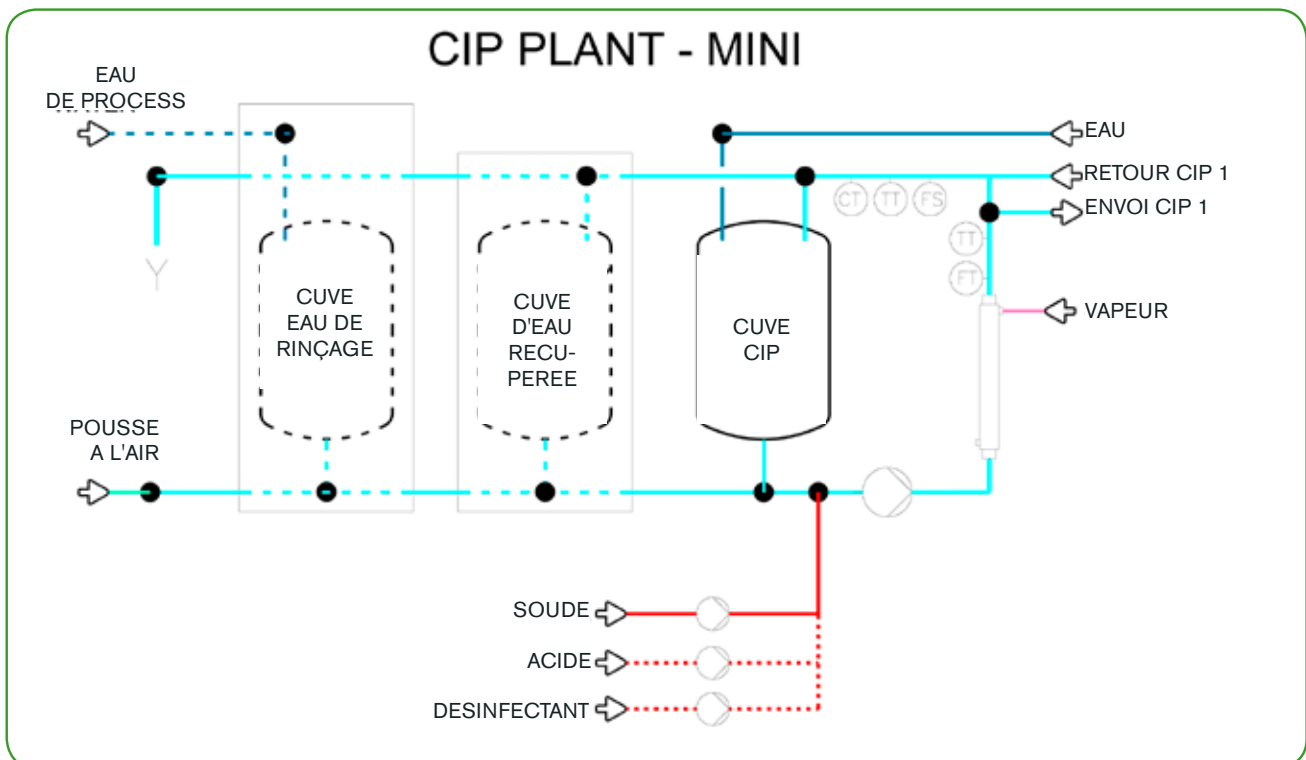 CIP PLANT - MINI
EAU
DE PROCESS
EAU
RETOUR CIP 1
ENVOI CIP 1
CT
TT
FS
TT
FT
VAPEUR
CUVE
EAU DE
RINÇAGE
CUVE
D'EAU
RECU-
PEREE
CUVE
CIP
POUSSE
A L'AIR
SOUDE
ACIDE
DESINFECTANT